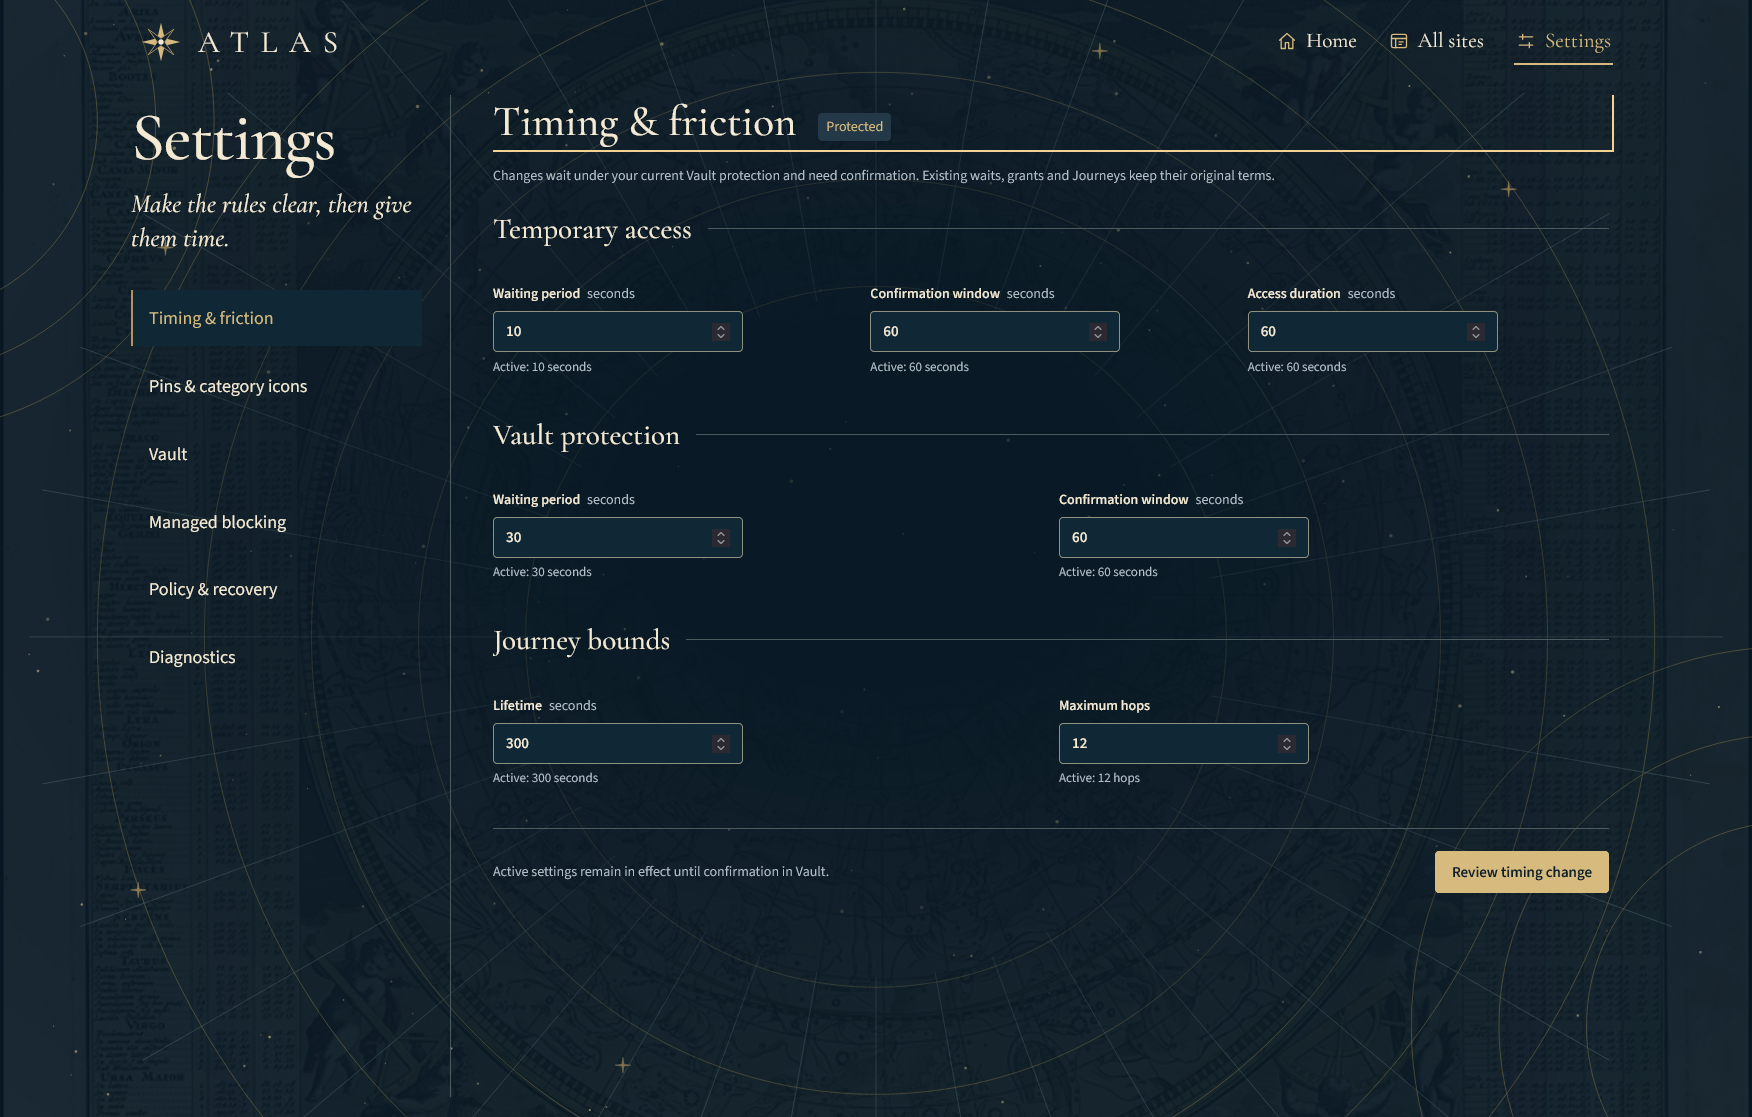 ATLAS
Home
All sites
Settings
Settings
Make the rules clear, then give
them time.
Timing & friction
Pins & category icons
Vault
Managed blocking
Policy & recovery
Diagnostics
Timing & friction
Protected
Changes wait under your current Vault protection and need confirmation. Existing waits, grants and Journeys keep their original terms.
Temporary access
Waiting period seconds
10
Active: 10 seconds
Confirmation window seconds
60
Active: 60 seconds
Access duration seconds
60
Active: 60 seconds
Vault protection
Waiting period seconds
30
Active: 30 seconds
Confirmation window seconds
60
Active: 60 seconds
Journey bounds
Lifetime seconds
300
Active: 300 seconds
Maximum hops
12
Active: 12 hops
Active settings remain in effect until confirmation in Vault.
Review timing change
URSA MAIOR